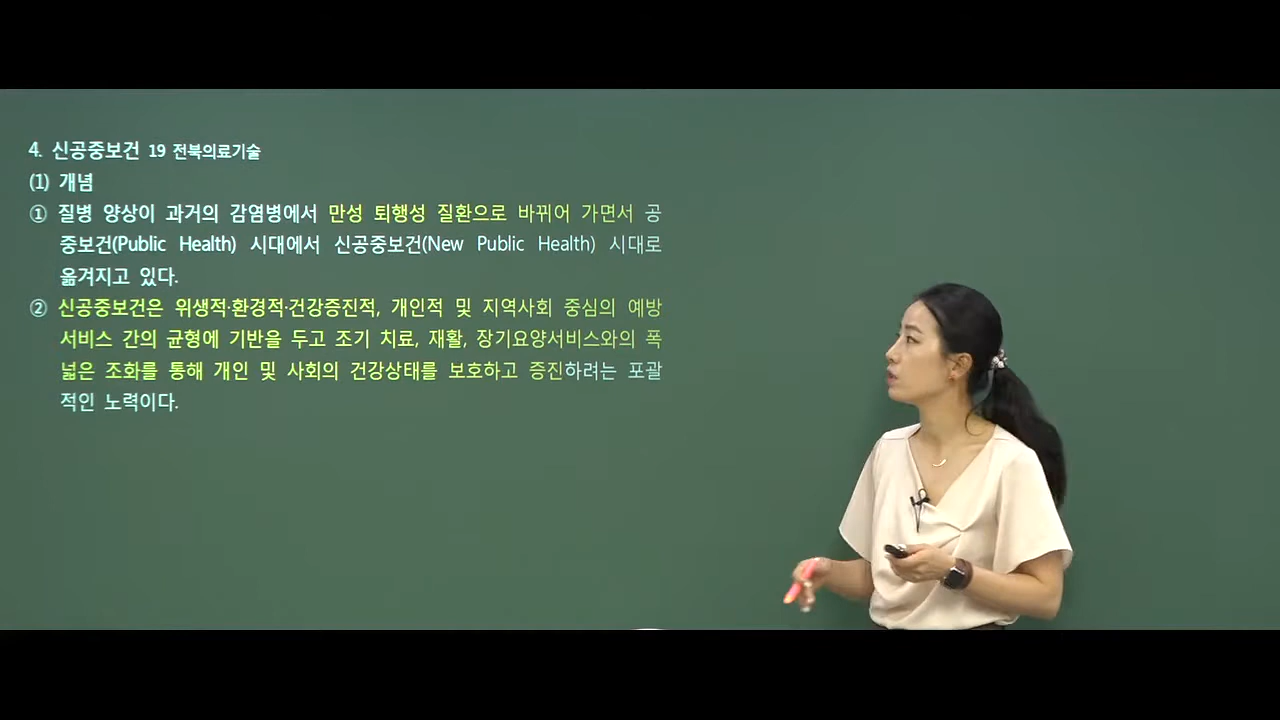 4. 신공중보건 19 전북의료기술
(1) 개념
① 질병 양상이 과거의 감염병에서 만성 퇴행성 질환으로 바뀌어 가면서 공
중보건(Public Health) 시대에서 신공중보건(New Public Health) 시대로
옮겨지고 있다.
② 신공중보건은 위생적·환경적·건강증진적, 개인적 및 지역사회 중심의 예방
서비스 간의 균형에 기반을 두고 조기 치료, 재활, 장기요양서비스와의 폭
넓은 조화를 통해 개인 및 사회의 건강상태를 보호하고 증진하려는 포괄
적인 노력이다.